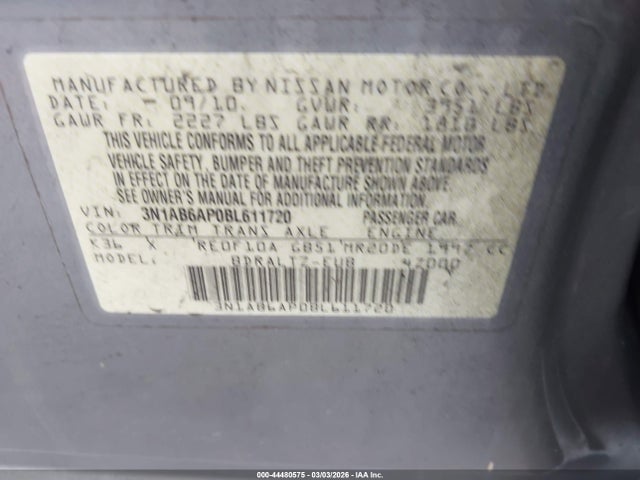 MANUFACTURED BY NISSAN MOTOR CO., LTD.
DATE: 09/10 GVWR: 3951 LBS
GAWR FR: 2227 LBS GAWR RR: 1818 LBS
THIS VEHICLE CONFORMS TO ALL APPLICABLE FEDERAL MOTOR
VEHICLE SAFETY, BUMPER AND THEFT PREVENTION STANDARDS
IN EFFECT ON THE DATE OF MANUFACTURE SHOWN ABOVE.
SEE OWNER'S MANUAL FOR ADDITIONAL INFORMATION.
VIN: 3N1AB6AP0BL611720 PASSENGER CAR
COLOR TRIM TRANS AXLE ENGINE
K36 X RE0F10A GB51 MR20DE 1997 CC
MODEL: BDRALJZ-EUB 47000
3N1AB6AP0BL611720
000-44480575 - 03/03/2026 - IAA Inc.